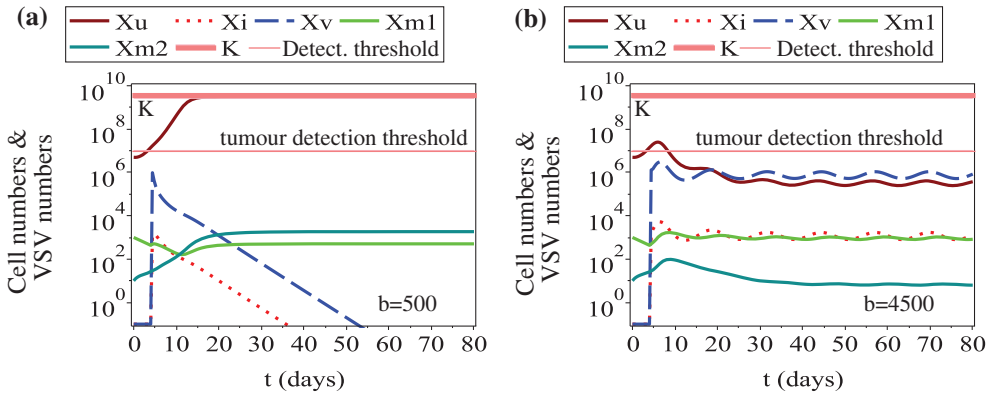 (a)
Xu Xi Xv Xm1
Xm2 K Detect. threshold
10^10
10^8
10^6
10^4
10^2
10^0
Cell numbers &
VSV numbers
K
tumour detection threshold
b=500
0 10 20 30 40 50 60 70 80
t (days)
(b)
Xu Xi Xv Xm1
Xm2 K Detect. threshold
10^10
10^8
10^6
10^4
10^2
10^0
Cell numbers &
VSV numbers
K
tumour detection threshold
b=4500
0 10 20 30 40 50 60 70 80
t (days)